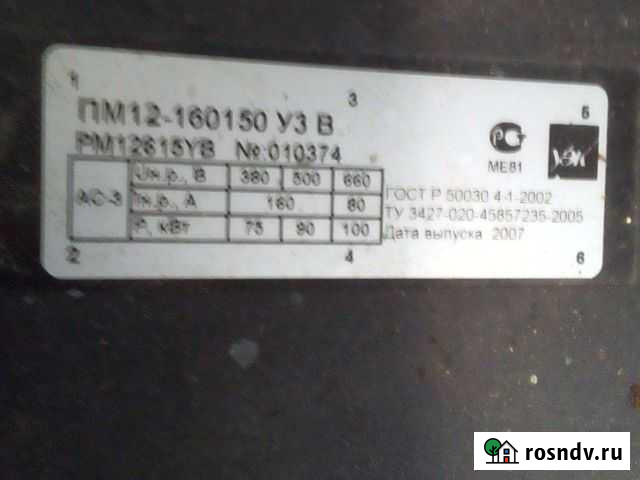 1 3 5
ПМ12-160150 У3 В
PM12615YB №:010374
АС-3
Uн.р., В 380 500 660
Iн.р., А 160 80
P, кВт 75 90 100
РСТ
МЕ81
ГОСТ Р 50030 4-1-2002
ТУ 3427-020-45857235-2005
Дата выпуска 2007
2 4 6
rosndv.ru